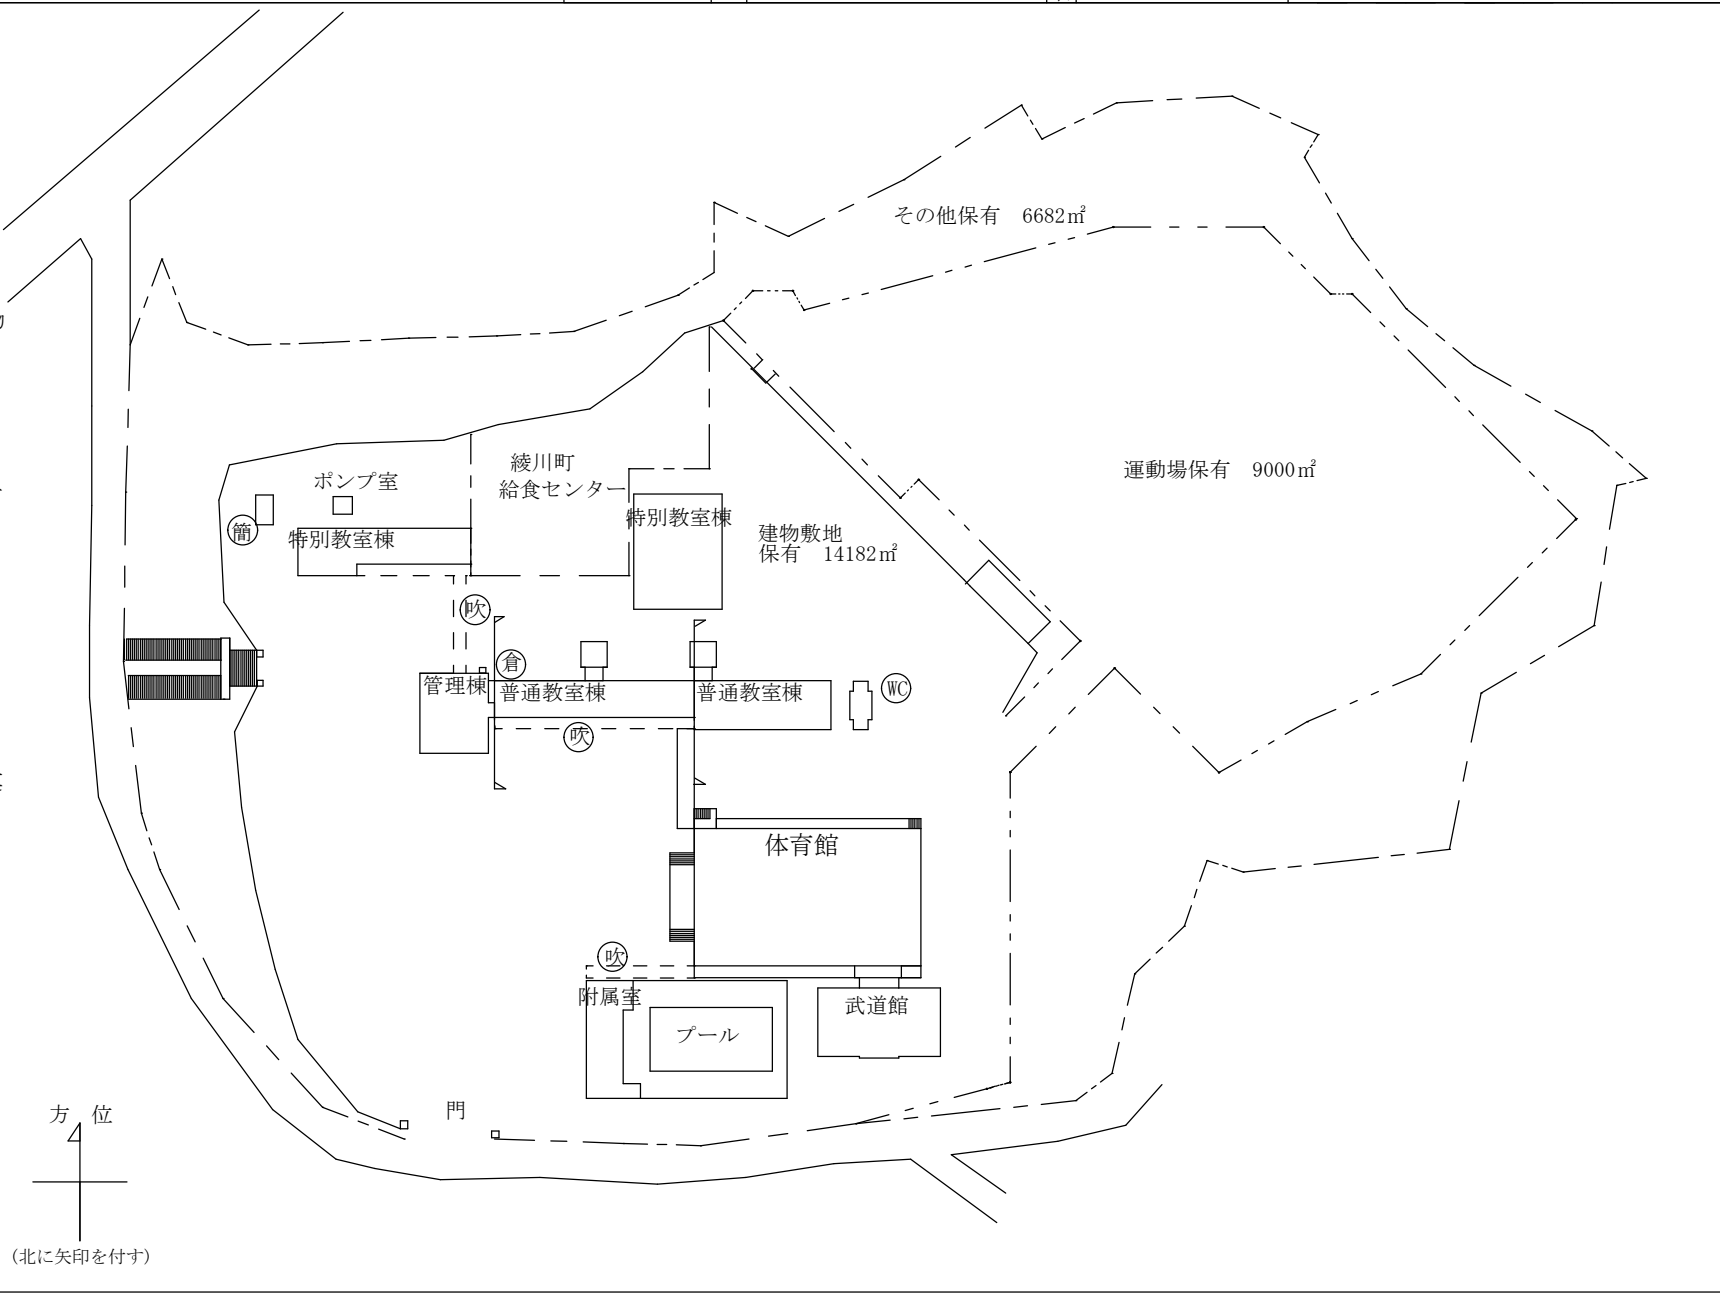 その他保有　6682㎡
運動場保有　9000㎡
綾川町
給食センター
ポンプ室
特別教室棟
建物敷地
保有　14182㎡
簡
特別教室棟
吹
倉
管理棟
普通教室棟
普通教室棟
WC
吹
体育館
吹
附属室
武道館
プール
門
方　位
(北に矢印を付す)